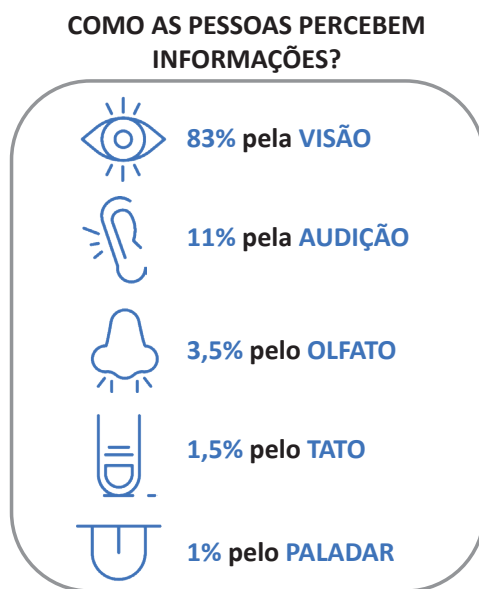 COMO AS PESSOAS PERCEBEM
INFORMAÇÕES?
83% pela VISÃO
11% pela AUDIÇÃO
3,5% pelo OLFATO
1,5% pelo TATO
1% pelo PALADAR